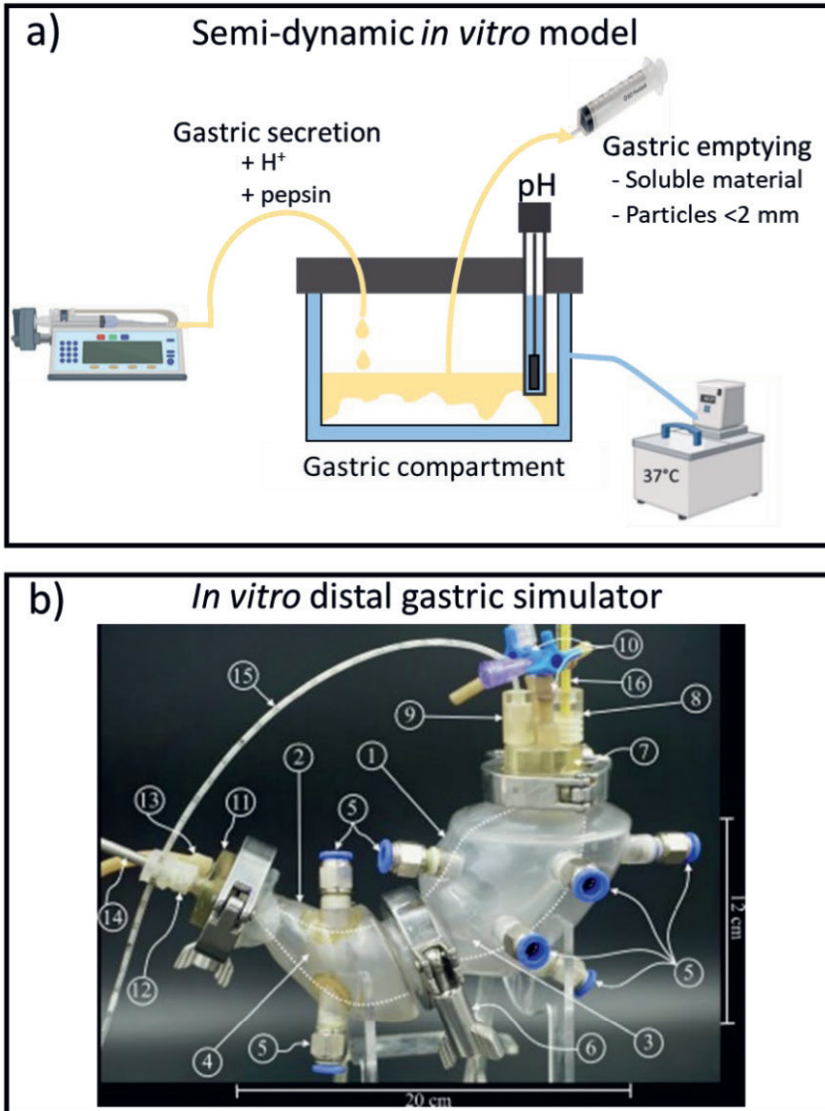 a)
Semi-dynamic in vitro model
Gastric secretion
+ H⁺
+ pepsin
Gastric emptying
- Soluble material
- Particles <2 mm
pH
Gastric compartment
37°C
b)
In vitro distal gastric simulator
10
15
16
9
8
2
1
7
13
11
5
14
12 cm
5
12
4
5
6
3
20 cm